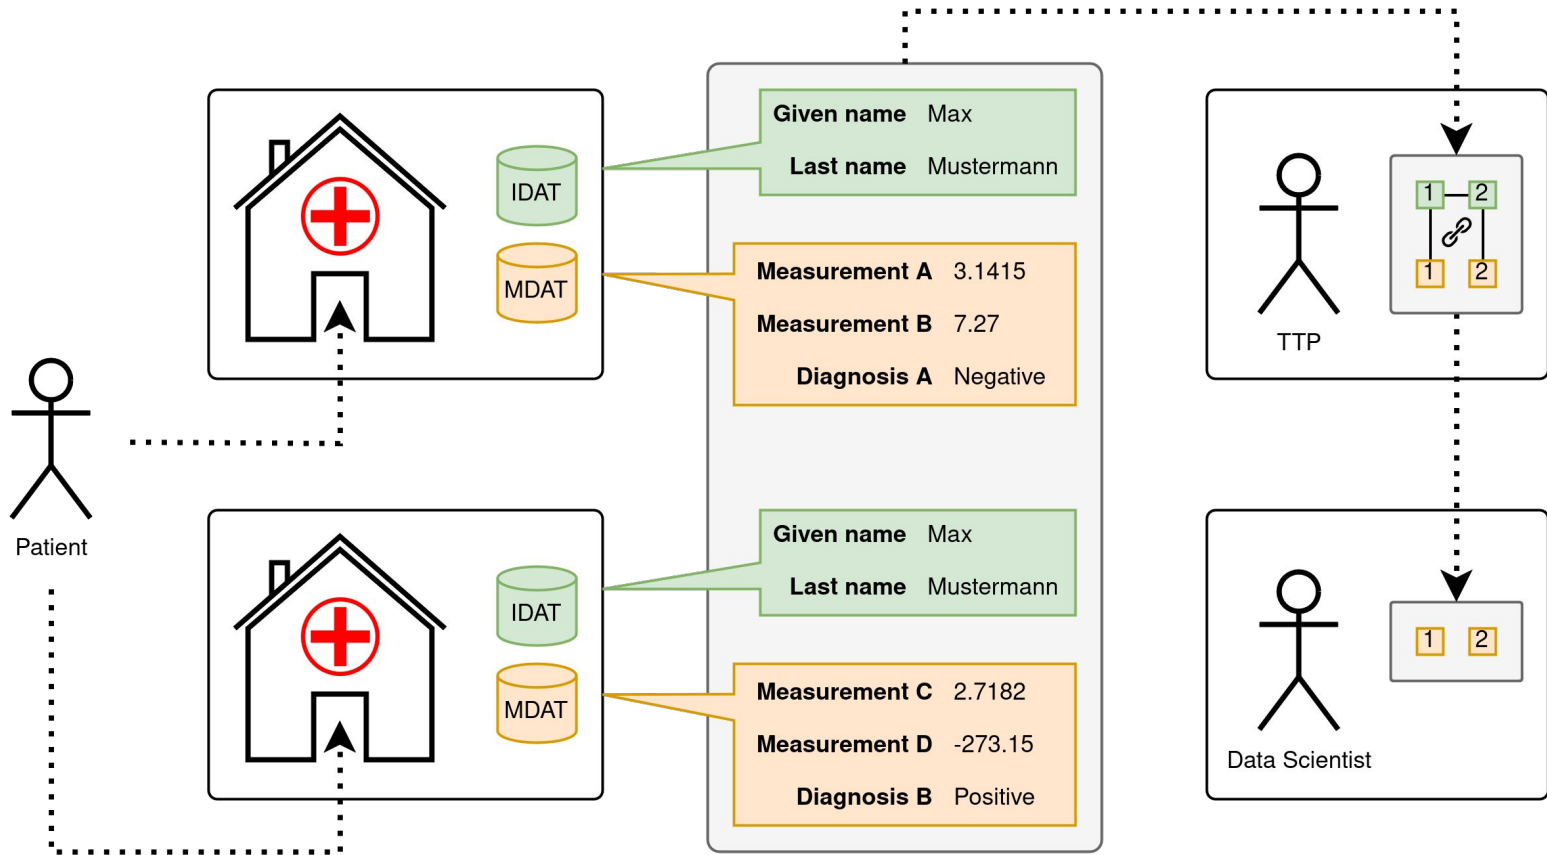 Patient
IDAT
MDAT
Given name Max
Last name Mustermann
Measurement A 3.1415
Measurement B 7.27
Diagnosis A Negative
IDAT
MDAT
Given name Max
Last name Mustermann
Measurement C 2.7182
Measurement D -273.15
Diagnosis B Positive
1 2
1 2
TTP
1 2
Data Scientist